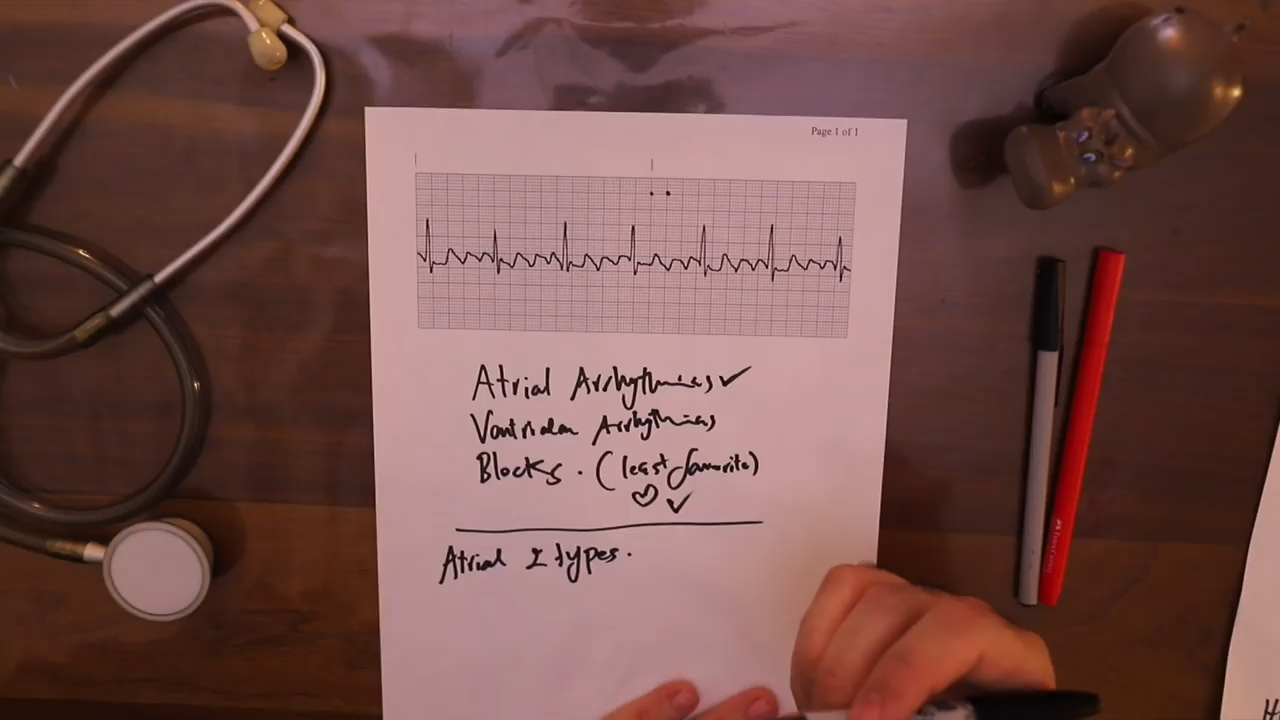 Page 1 of 1
Atrial Arrhythmias ✓
Ventricular Arrhythmias
Blocks. (least favorite)
♡ ✓
Atrial 2 types.